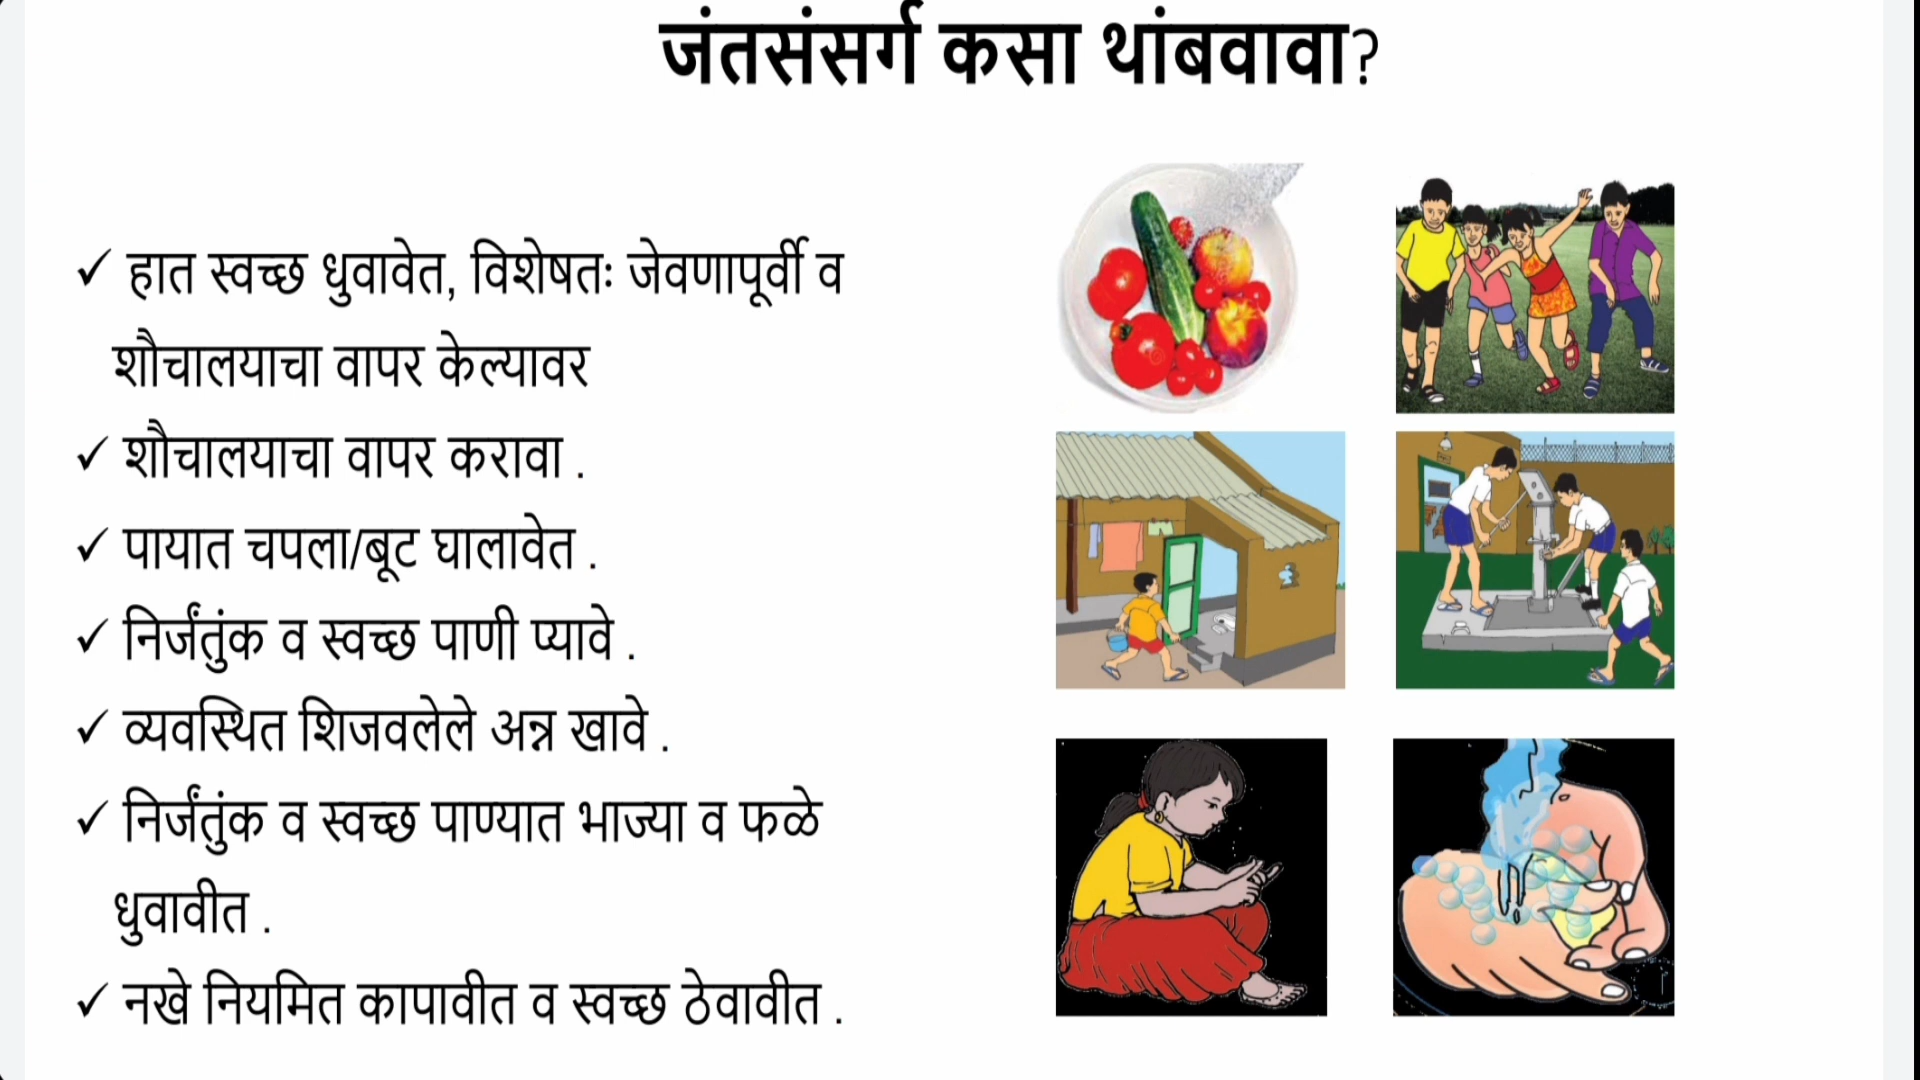 जंतसंसर्ग कसा थांबवावा?
✓ हात स्वच्छ धुवावेत, विशेषतः जेवणापूर्वी व
शौचालयाचा वापर केल्यावर
✓ शौचालयाचा वापर करावा .
✓ पायात चपला/बूट घालावेत .
✓ निर्जंतुंक व स्वच्छ पाणी प्यावे .
✓ व्यवस्थित शिजवलेले अन्न खावे .
✓ निर्जंतुंक व स्वच्छ पाण्यात भाज्या व फळे
धुवावीत .
✓ नखे नियमित कापावीत व स्वच्छ ठेवावीत .